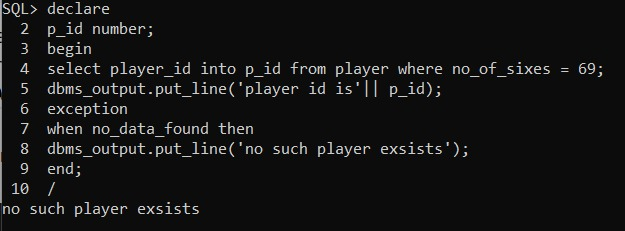 SQL> declare
2 p_id number;
3 begin
4 select player_id into p_id from player where no_of_sixes = 69;
5 dbms_output.put_line('player id is'|| p_id);
6 exception
7 when no_data_found then
8 dbms_output.put_line('no such player exsists');
9 end;
10 /
no such player exsists